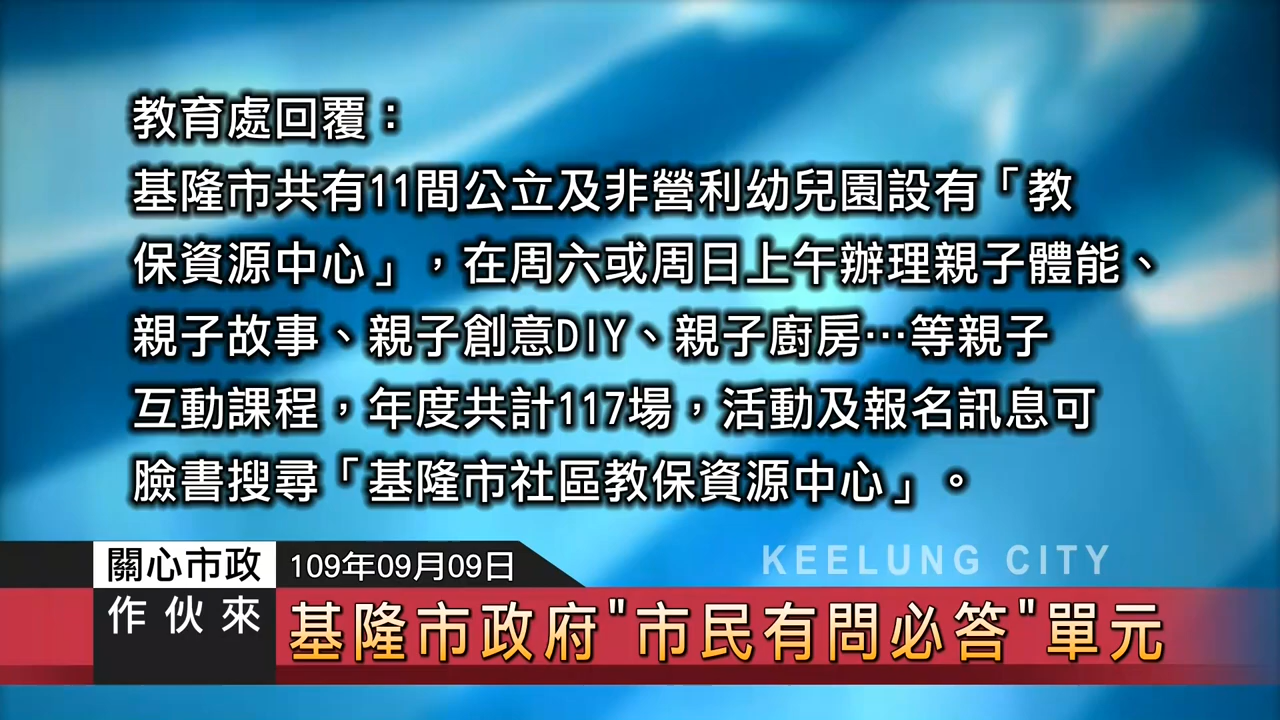 教育處回覆：
基隆市共有11間公立及非營利幼兒園設有「教
保資源中心」，在周六或周日上午辦理親子體能、
親子故事、親子創意DIY、親子廚房…等親子
互動課程，年度共計117場，活動及報名訊息可
臉書搜尋「基隆市社區教保資源中心」。
KEELUNG CITY
關心市政
109年09月09日
作伙來
基隆市政府"市民有問必答"單元